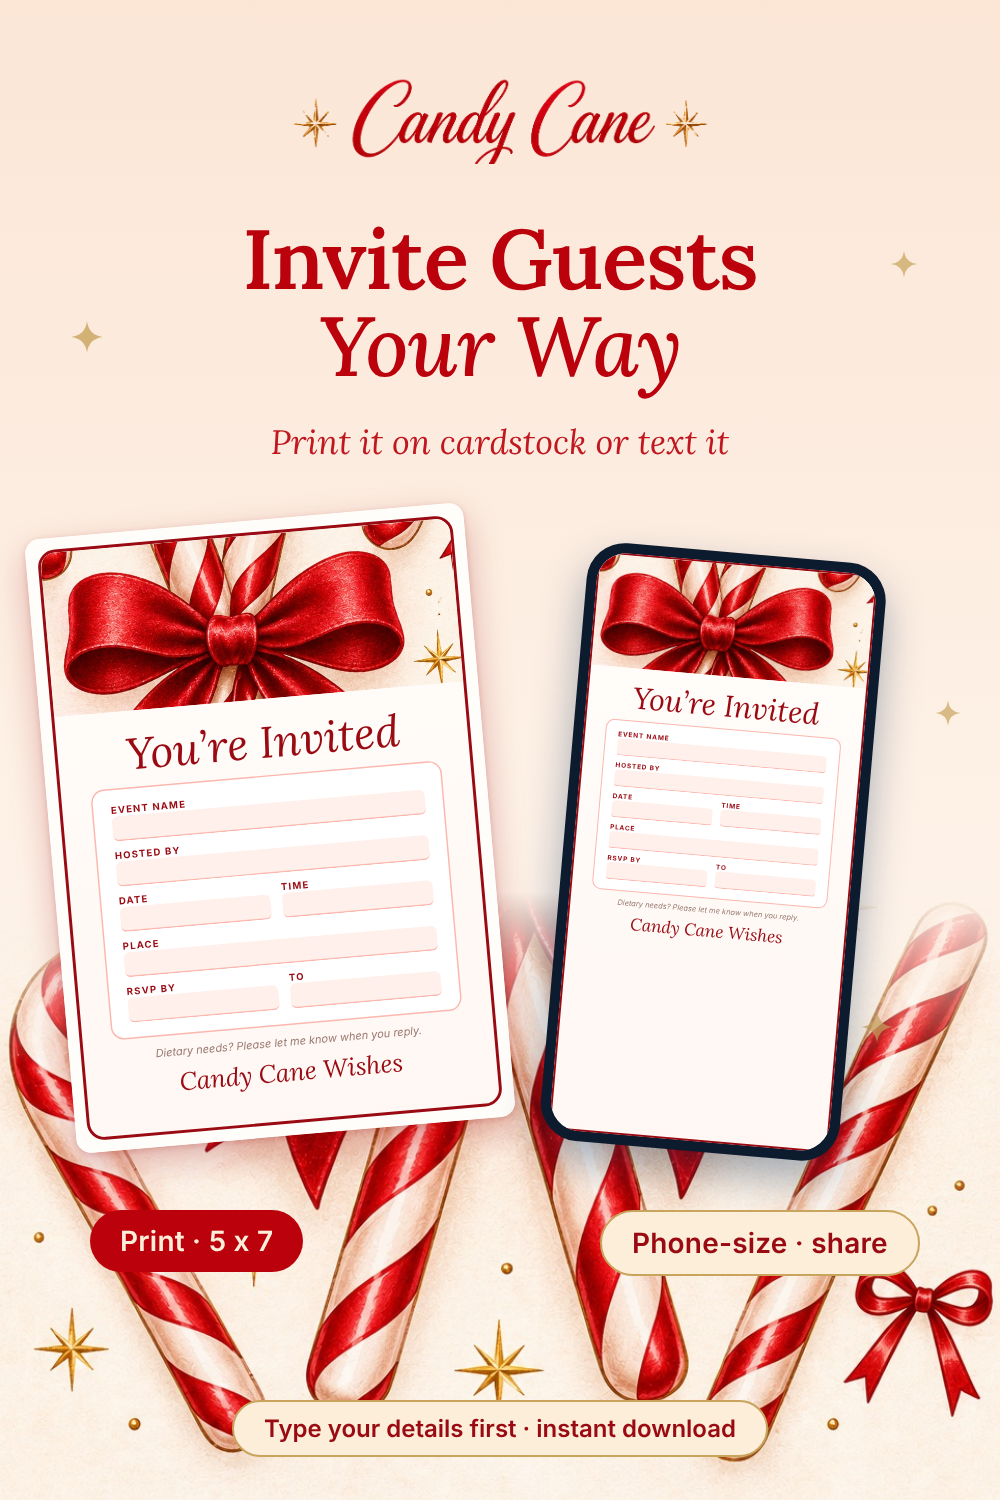 Candy Cane
Invite Guests
Your Way
Print it on cardstock or text it
You’re Invited
EVENT NAME
HOSTED BY
DATE
TIME
PLACE
RSVP BY
TO
Dietary needs? Please let me know when you reply.
Candy Cane Wishes
You’re Invited
EVENT NAME
HOSTED BY
DATE
TIME
PLACE
RSVP BY
TO
Dietary needs? Please let me know when you reply.
Candy Cane Wishes
Print · 5 x 7
Phone-size · share
Type your details first · instant download